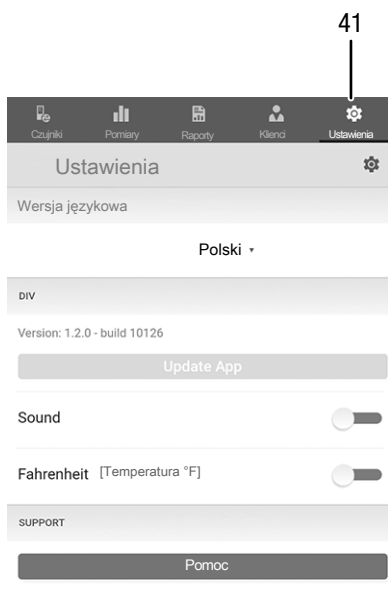 41
Czujniki Pomiary Raporty Klienci Ustawienia
Ustawienia
Wersja językowa
Polski
DIV
Version: 1.2.0 - build 10126
Update App
Sound
Fahrenheit [Temperatura °F]
SUPPORT
Pomoc